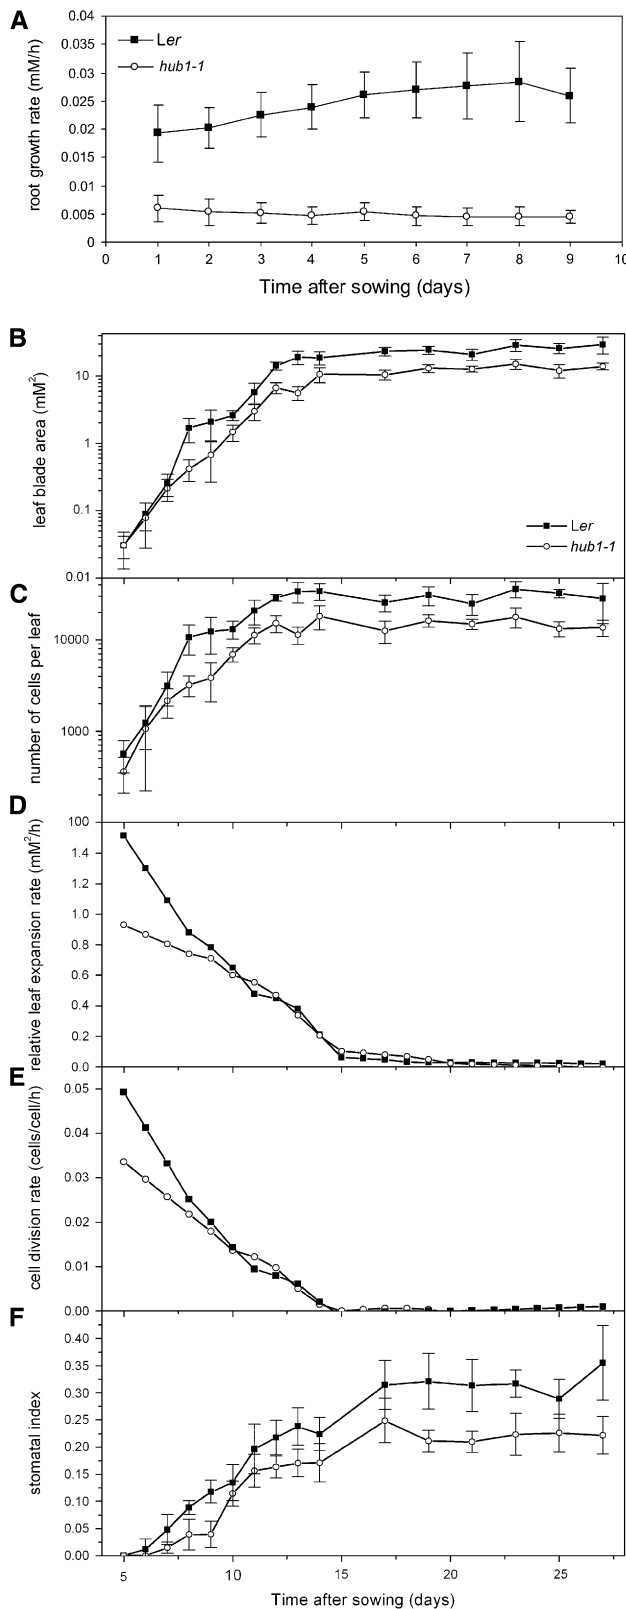 A
0.04
0.035
0.03
0.025
0.02
0.015
0.01
0.005
0
root growth rate (mM/h)
Ler
hub1-1
0 1 2 3 4 5 6 7 8 9 10
Time after sowing (days)
B
10
1
0.1
0.01
leaf blade area (mM²)
Ler
hub1-1
C
10000
1000
100
number of cells per leaf
D
1.4
1.2
1.0
0.8
0.6
0.4
0.2
0.0
relative leaf expansion rate (mM²/h)
E
0.05
0.04
0.03
0.02
0.01
0.00
cell division rate (cells/cell/h)
F
0.40
0.35
0.30
0.25
0.20
0.15
0.10
0.05
0.00
stomatal index
5 10 15 20 25
Time after sowing (days)